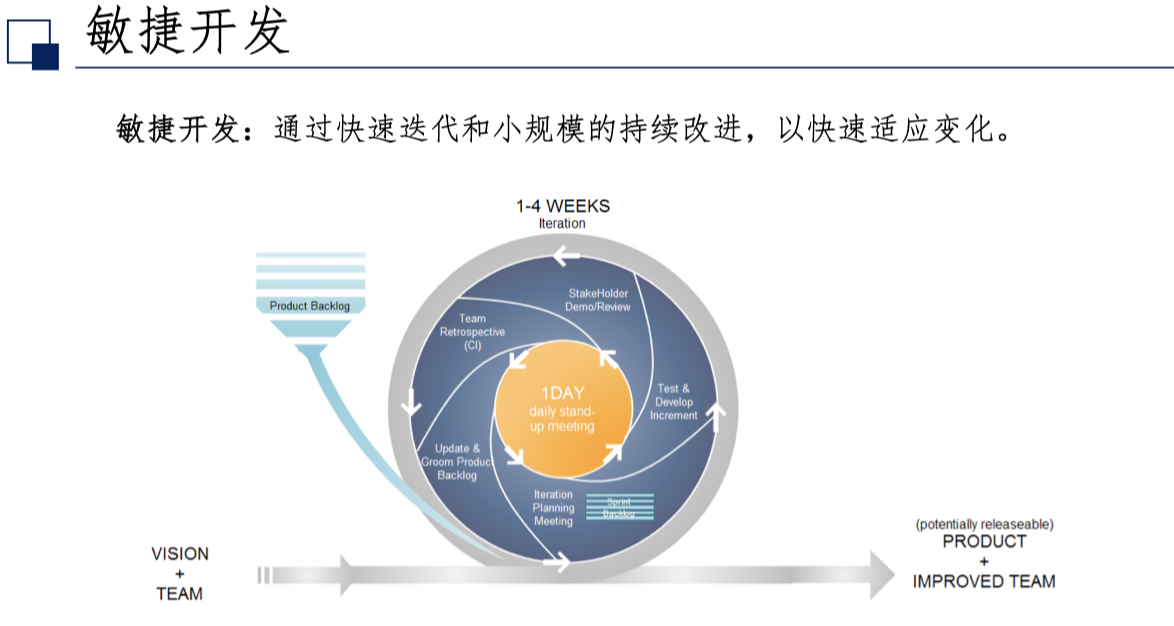 敏捷开发
敏捷开发：通过快速迭代和小规模的持续改进，以快速适应变化。
1-4 WEEKS
Iteration
Product Backlog
StakeHolder
Demo/Review
Team
Retrospective
(CI)
1DAY
daily stand-
up meeting
Test &
Develop
Increment
Update &
Groom Product
Backlog
Iteration
Planning
Meeting
Sprint
Backlog
VISION
+
TEAM
(potentially releaseable)
PRODUCT
+
IMPROVED TEAM